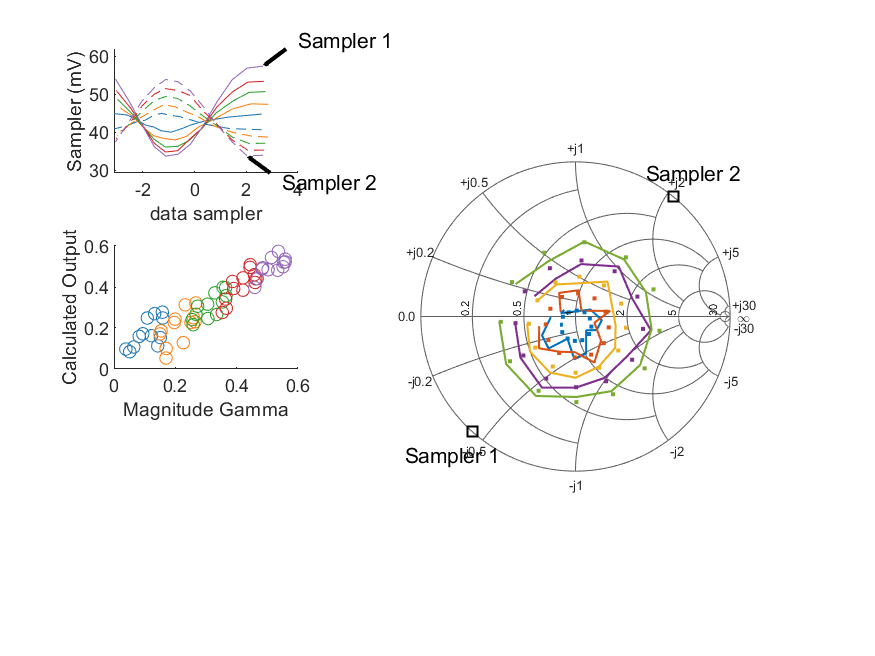 Sampler 1
60
50
40
30
Sampler (mV)
-2
0
2
4
data sampler
Sampler 2
0.6
0.4
0.2
0
Calculated Output
0
0.2
0.4
0.6
Magnitude Gamma
+j1
Sampler 2
+j0.5
+j2
+j0.2
+j5
0.0
0.2
0.5
1
2
5
30
+j30
∞
-j30
-j0.2
-j5
Sampler 1
-j0.5
-j2
-j1